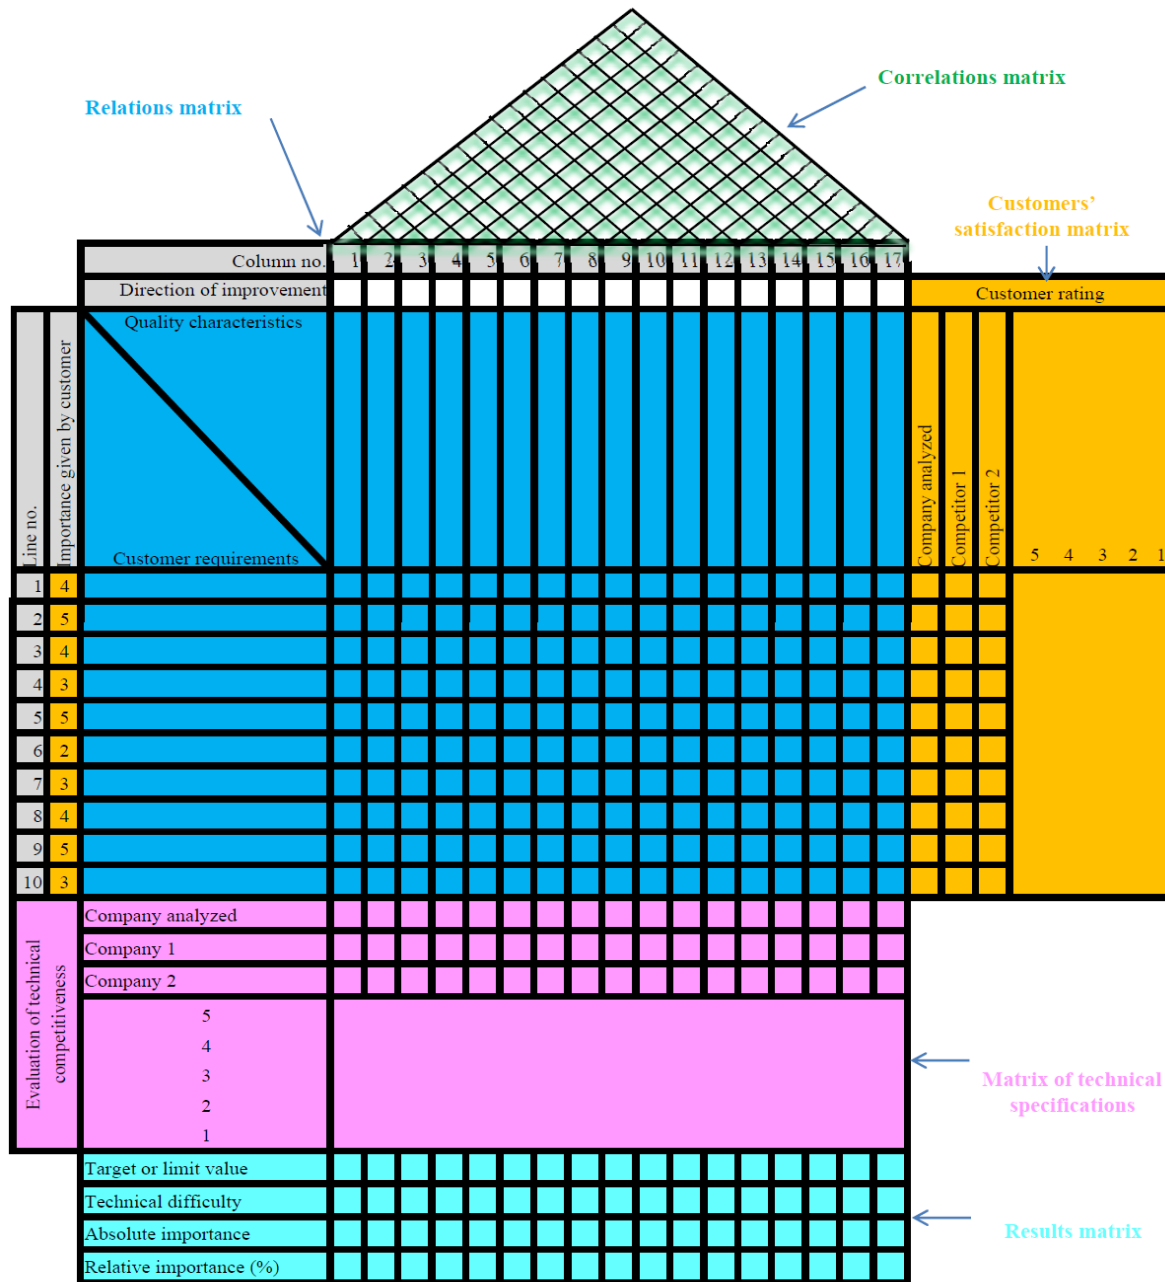 Correlations matrix
Relations matrix
Customers'
satisfaction matrix
Column no. 1 2 3 4 5 6 7 8 9 10 11 12 13 14 15 16 17
Direction of improvement
Customer rating
Quality characteristics
Line no.
Importance given by customer
Customer requirements
Company analyzed
Competitor 1
Competitor 2
5 4 3 2 1
1 4
2 5
3 4
4 3
5 5
6 2
7 3
8 4
9 5
10 3
Evaluation of technical
competitiveness
Company analyzed
Company 1
Company 2
5
4
3
2
1
Matrix of technical
specifications
Target or limit value
Technical difficulty
Absolute importance
Relative importance (%)
Results matrix